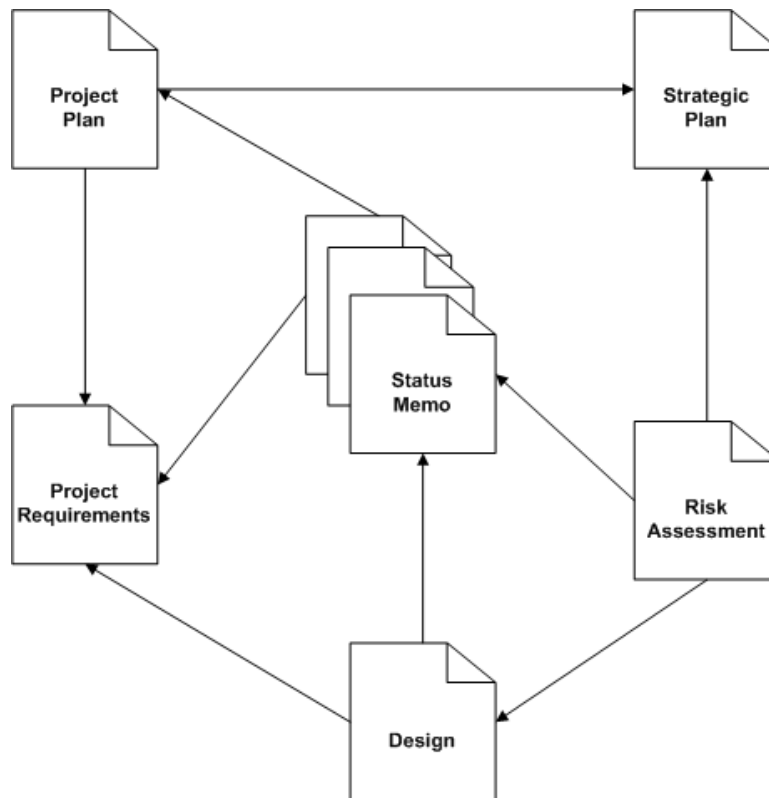 Project
Plan
Strategic
Plan
Status
Memo
Project
Requirements
Risk
Assessment
Design